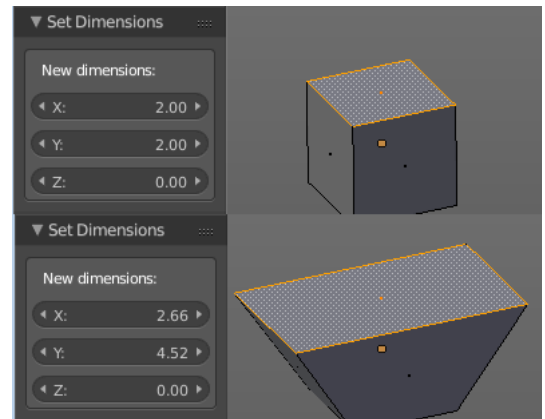 Set Dimensions
New dimensions:
X: 2.00
Y: 2.00
Z: 0.00
Set Dimensions
New dimensions:
X: 2.66
Y: 4.52
Z: 0.00